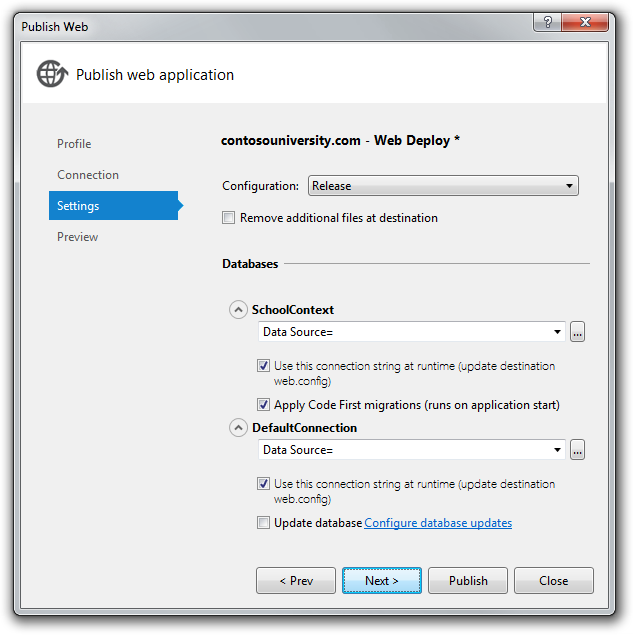 Publish Web
?
Publish web application
Profile
Connection
Settings
Preview
contosouniversity.com - Web Deploy *
Configuration: Release
Remove additional files at destination
Databases
SchoolContext
Data Source=
...
Use this connection string at runtime (update destination
web.config)
Apply Code First migrations (runs on application start)
DefaultConnection
Data Source=
...
Use this connection string at runtime (update destination
web.config)
Update database Configure database updates
< Prev
Next >
Publish
Close